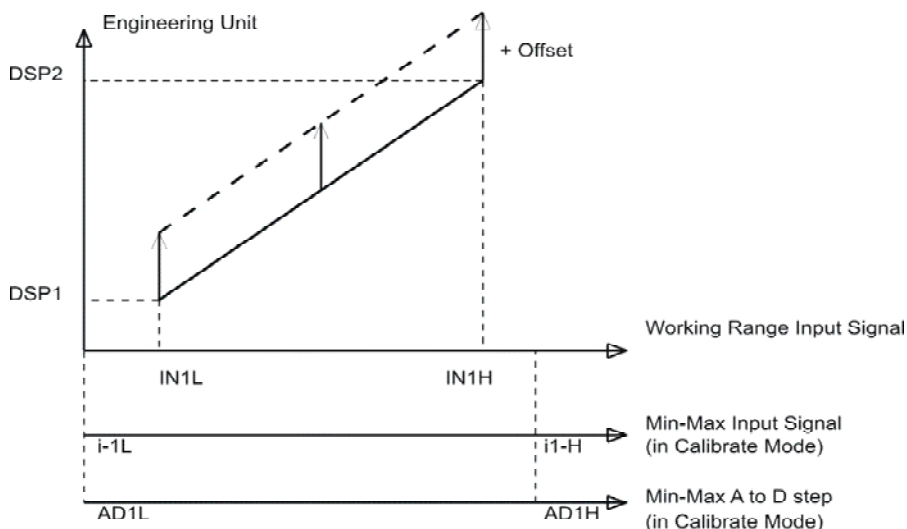 Engineering Unit
+ Offset
DSP2
DSP1
Working Range Input Signal
IN1L
IN1H
Min-Max Input Signal
(in Calibrate Mode)
i-1L
i1-H
Min-Max A to D step
(in Calibrate Mode)
AD1L
AD1H